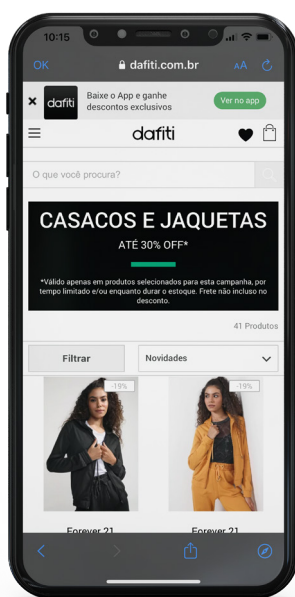 10:15
OK
dafiti.com.br
AA
dafiti
Baixe o App e ganhe
descontos exclusivos
Ver no app
dafiti
O que você procura?
CASACOS E JAQUETAS
ATÉ 30% OFF*
*Válido apenas em produtos selecionados para esta campanha, por
tempo limitado e/ou enquanto durar o estoque. Frete não incluso no
desconto.
41 Produtos
Filtrar
Novidades
-19%
-19%
Forever 21
Forever 21